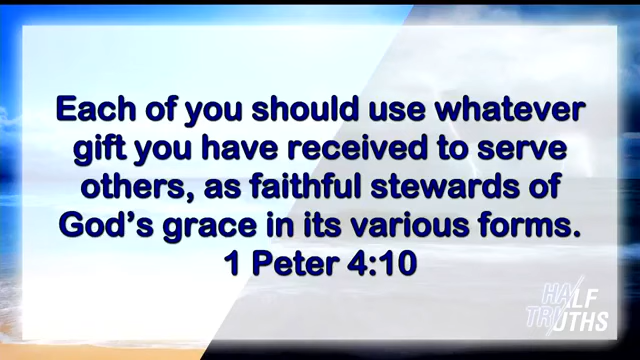 Each of you should use whatever
gift you have received to serve
others, as faithful stewards of
God's grace in its various forms.
1 Peter 4:10
HALF
TRUTHS